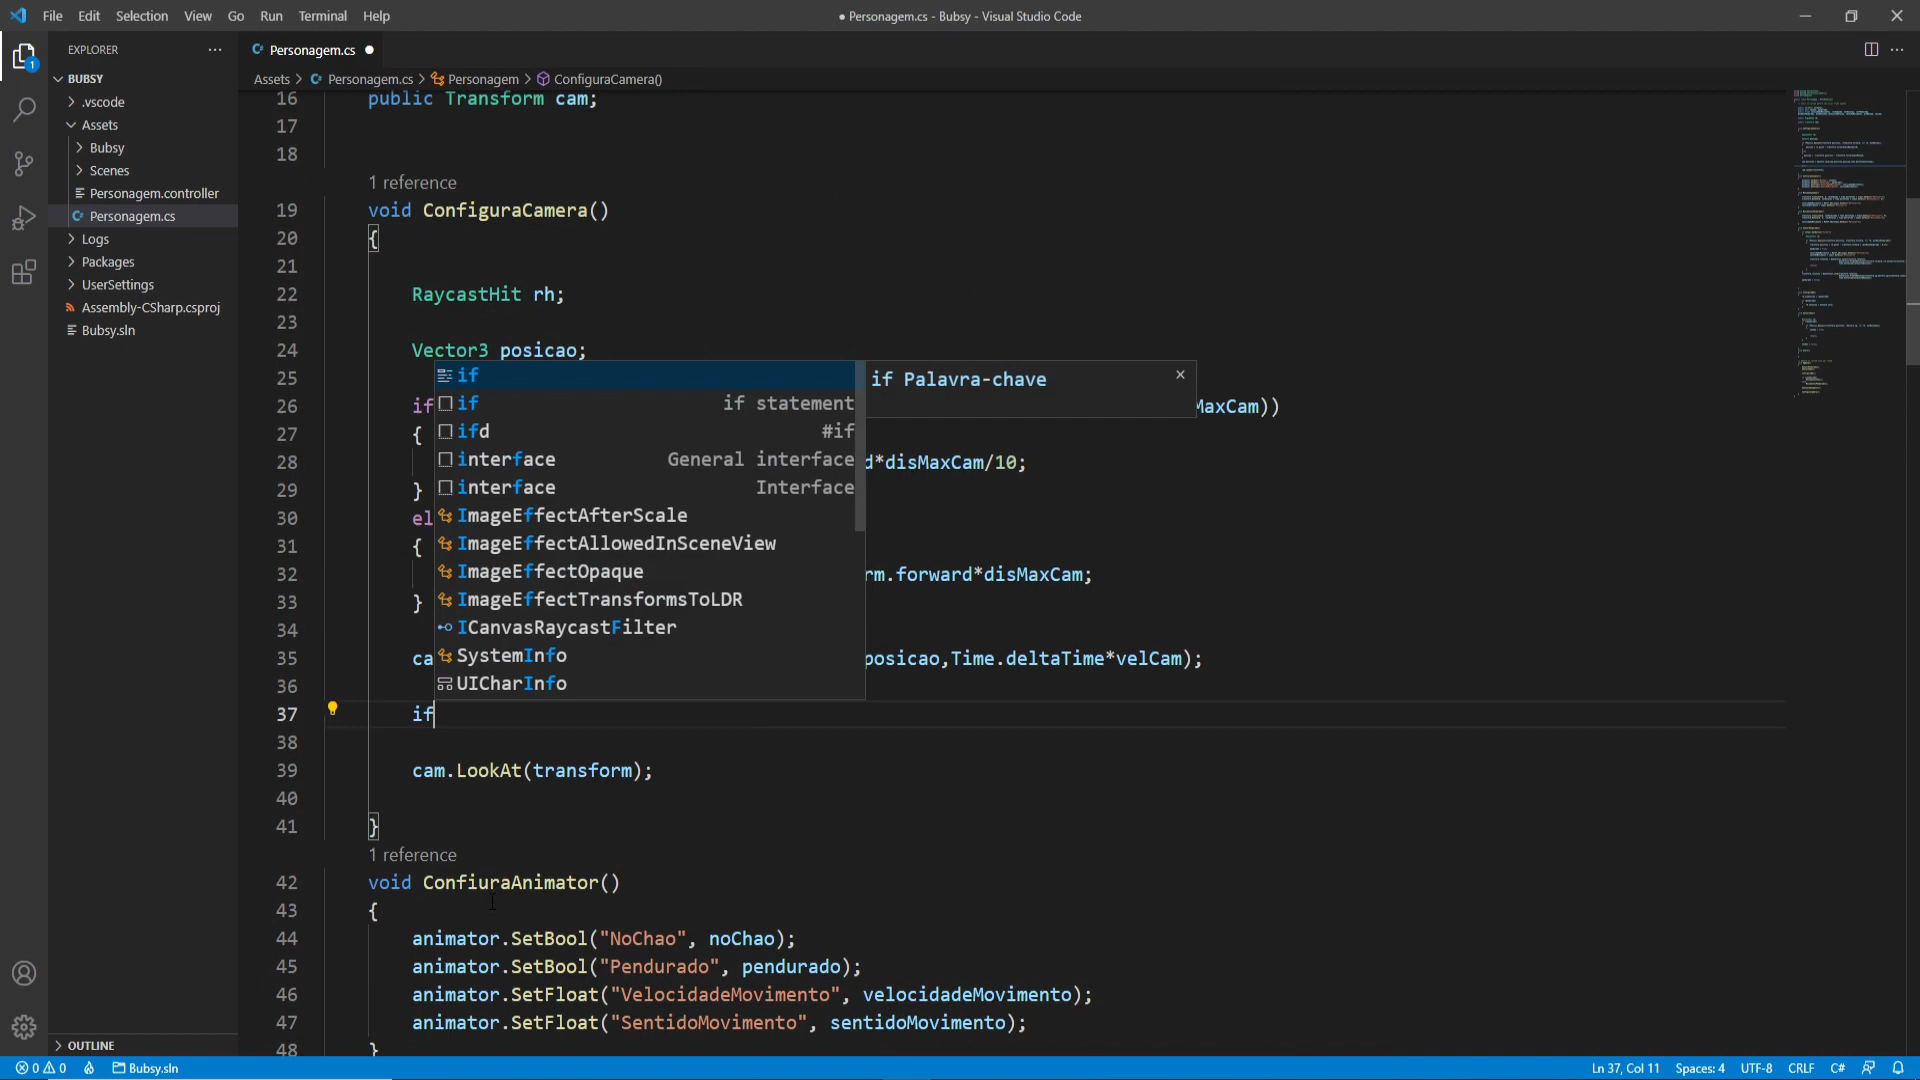 File Edit Selection View Go Run Terminal Help
● Personagem.cs - Bubsy - Visual Studio Code
EXPLORER
BUBSY
.vscode
Assets
Bubsy
Scenes
Personagem.controller
Personagem.cs
Logs
Packages
UserSettings
Assembly-CSharp.csproj
Bubsy.sln
OUTLINE
1
Personagem.cs ●
Assets > Personagem.cs > Personagem > ConfiguraCamera()
16 public Transform cam;
17
18
1 reference
19 void ConfiguraCamera()
20 {
21
22 RaycastHit rh;
23
24 Vector3 posicao;
25
26 if MaxCam))
27 {
28 d*disMaxCam/10;
29 }
30 el
31 {
32 rm.forward*disMaxCam;
33 }
34
35 ca posicao,Time.deltaTime*velCam);
36
37 if
38
39 cam.LookAt(transform);
40
41 }
1 reference
42 void ConfiuraAnimator()
43 {
44 animator.SetBool("NoChao", noChao);
45 animator.SetBool("Pendurado", pendurado);
46 animator.SetFloat("VelocidadeMovimento", velocidadeMovimento);
47 animator.SetFloat("SentidoMovimento", sentidoMovimento);
48 }
if
if if statement
ifd #if
interface General interface
interface Interface
ImageEffectAfterScale
ImageEffectAllowedInSceneView
ImageEffectOpaque
ImageEffectTransformsToLDR
ICanvasRaycastFilter
SystemInfo
UICharInfo
if Palavra-chave
0 0 Bubsy.sln
Ln 37, Col 11 Spaces: 4 UTF-8 CRLF C#